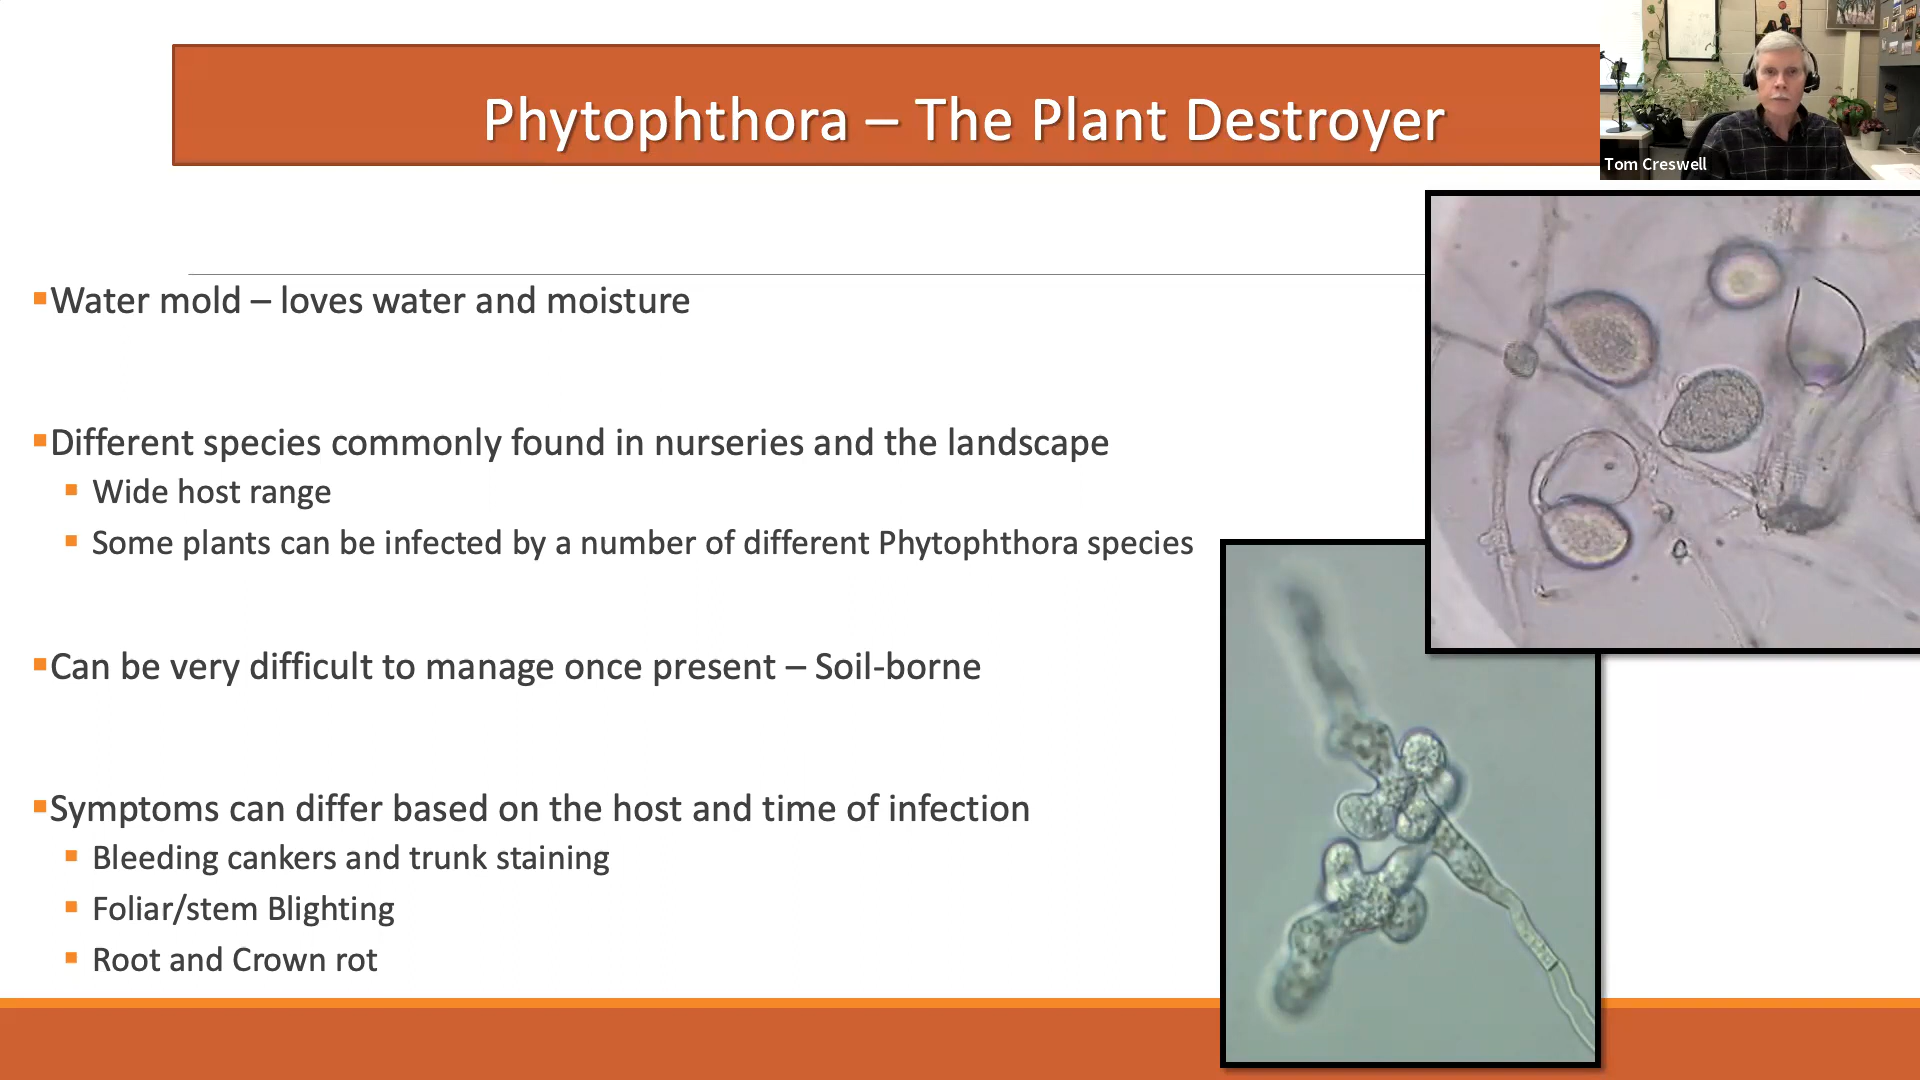 Phytophthora – The Plant Destroyer
Tom Creswell
Water mold – loves water and moisture
Different species commonly found in nurseries and the landscape
Wide host range
Some plants can be infected by a number of different Phytophthora species
Can be very difficult to manage once present – Soil-borne
Symptoms can differ based on the host and time of infection
Bleeding cankers and trunk staining
Foliar/stem Blighting
Root and Crown rot